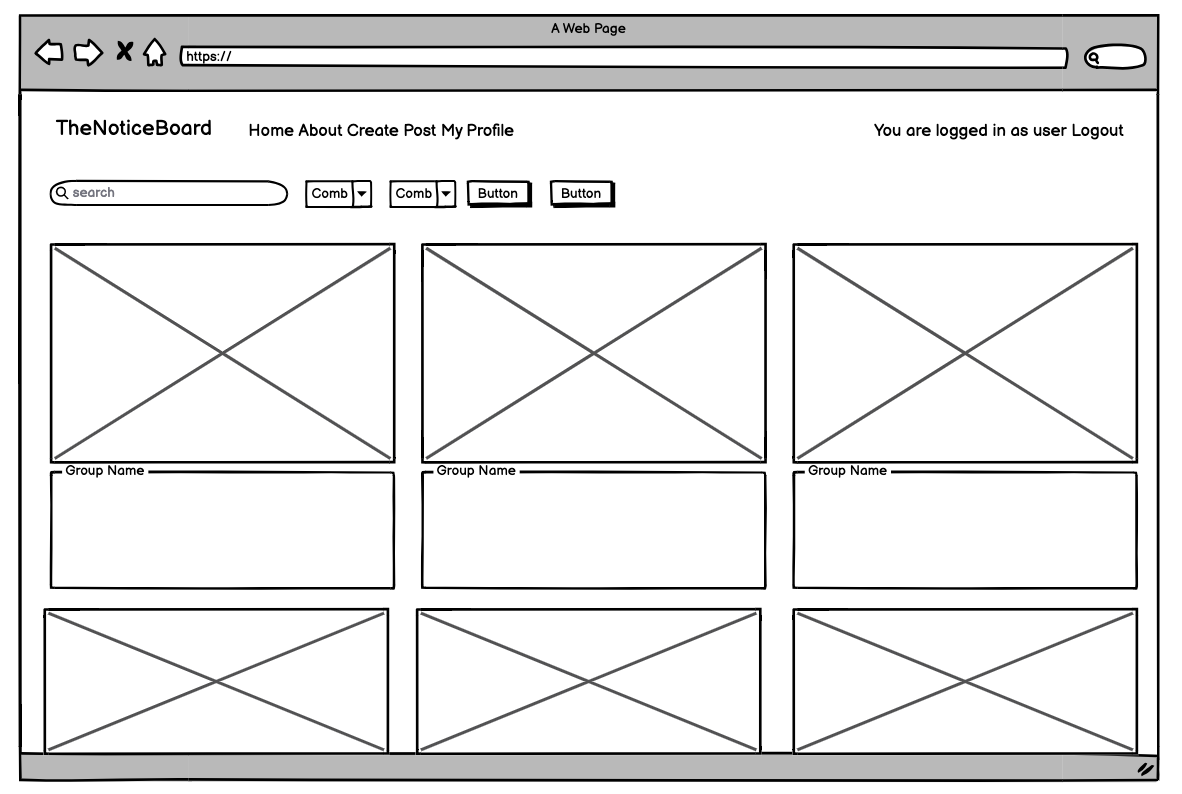 A Web Page
https://
TheNoticeBoard Home About Create Post My Profile You are logged in as user Logout
search Comb Comb Button Button
Group Name Group Name Group Name